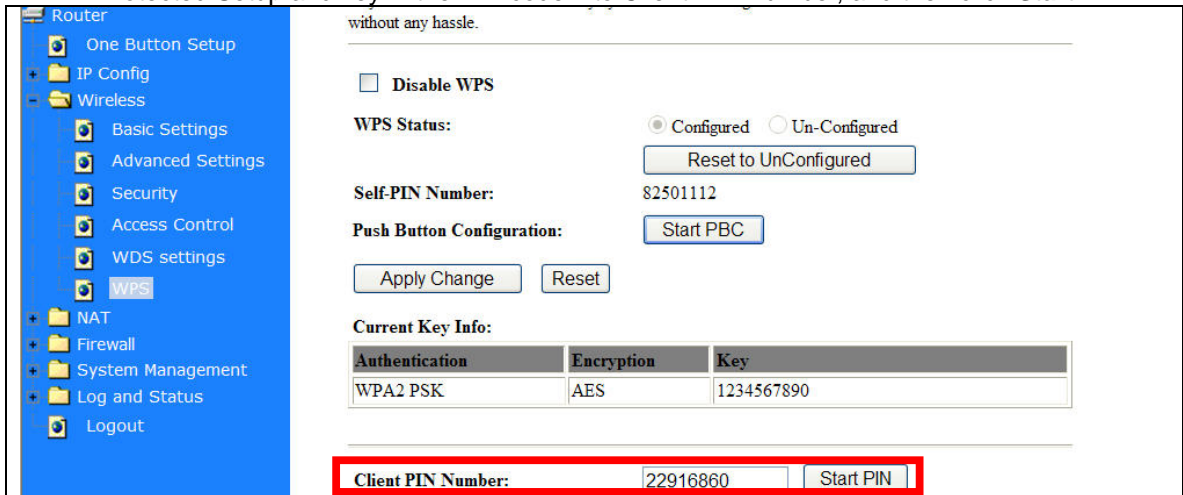 Router
One Button Setup
IP Config
Wireless
Basic Settings
Advanced Settings
Security
Access Control
WDS settings
WPS
NAT
Firewall
System Management
Log and Status
Logout
without any hassle.
Disable WPS
WPS Status: Configured Un-Configured
Reset to UnConfigured
Self-PIN Number: 82501112
Push Button Configuration: Start PBC
Apply Change Reset
Current Key Info:
Authentication Encryption Key
WPA2 PSK AES 1234567890
Client PIN Number: 22916860 Start PIN